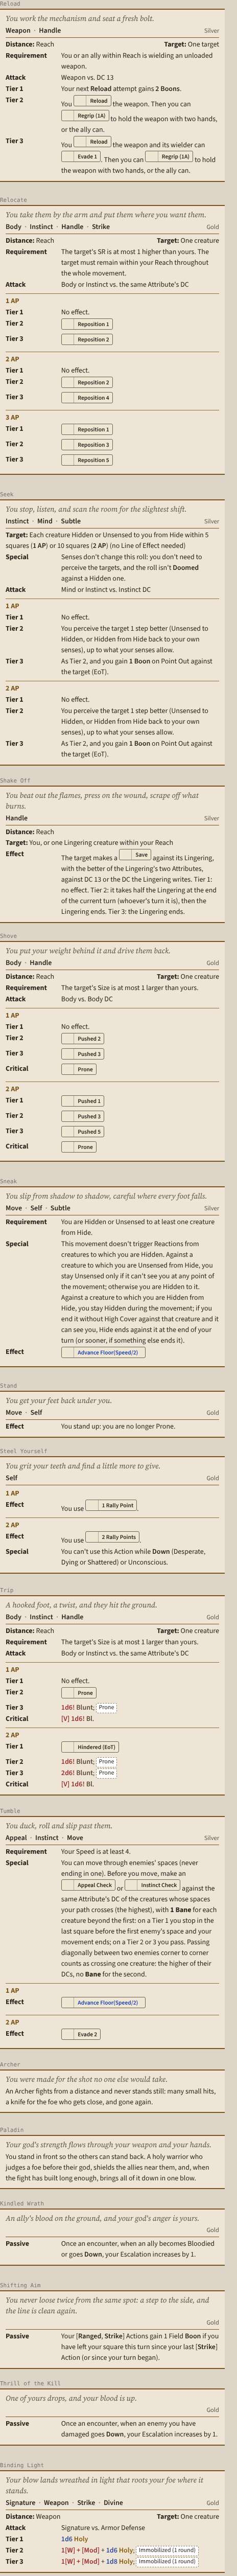 Reload
You work the mechanism and seat a fresh bolt.
Weapon · Handle Silver
Distance: Reach Target: One target
Requirement You or an ally within Reach is wielding an unloaded
weapon.
Attack Weapon vs. DC 13
Tier 1 Your next Reload attempt gains 2 Boons.
Tier 2 You Reload the weapon. Then you can
Regrip (1A) to hold the weapon with two hands,
or the ally can.
Tier 3 You Reload the weapon and its wielder can
Evade 1. Then you can Regrip (1A) to hold
the weapon with two hands, or the ally can.
Relocate
You take them by the arm and put them where you want them.
Body · Instinct · Handle · Strike Gold
Distance: Reach Target: One creature
Requirement The target's SR is at most 1 higher than yours. The
target must remain within your Reach throughout
the whole movement.
Attack Body or Instinct vs. the same Attribute's DC
1 AP
Tier 1 No effect.
Tier 2 Reposition 1
Tier 3 Reposition 2
2 AP
Tier 1 No effect.
Tier 2 Reposition 2
Tier 3 Reposition 4
3 AP
Tier 1 Reposition 1
Tier 2 Reposition 3
Tier 3 Reposition 5
Seek
You stop, listen, and scan the room for the slightest shift.
Instinct · Mind · Subtle Silver
Target: Each creature Hidden or Unsensed to you from Hide within 5
squares (1 AP) or 10 squares (2 AP) (no Line of Effect needed)
Special Senses don't change this roll: you don't need to
perceive the targets, and the roll isn't Doomed
against a Hidden one.
Attack Mind or Instinct vs. Instinct DC
1 AP
Tier 1 No effect.
Tier 2 You perceive the target 1 step better (Unsensed to
Hidden, or Hidden from Hide back to your own
senses), up to what your senses allow.
Tier 3 As Tier 2, and you gain 1 Boon on Point Out against
the target (EoT).
2 AP
Tier 1 No effect.
Tier 2 You perceive the target 1 step better (Unsensed to
Hidden, or Hidden from Hide back to your own
senses), up to what your senses allow.
Tier 3 As Tier 2, and you gain 1 Boon on Point Out against
the target (EoT).
Shake Off
You beat out the flames, press on the wound, scrape off what
burns.
Handle Silver
Distance: Reach
Target: You, or one Lingering creature within your Reach
Effect The target makes a Save against its Lingering,
with the better of the Lingering's two Attributes,
against DC 13 or the DC the Lingering writes. Tier 1:
no effect. Tier 2: it takes half the Lingering at the end
of the current turn (whoever's turn it is), then the
Lingering ends. Tier 3: the Lingering ends.
Shove
You put your weight behind it and drive them back.
Body · Handle Gold
Distance: Reach Target: One creature
Requirement The target's Size is at most 1 larger than yours.
Attack Body vs. Body DC
1 AP
Tier 1 No effect.
Tier 2 Pushed 2
Tier 3 Pushed 3
Critical Prone
2 AP
Tier 1 Pushed 1
Tier 2 Pushed 3
Tier 3 Pushed 5
Critical Prone
Sneak
You slip from shadow to shadow, careful where every foot falls.
Move · Self · Subtle Silver
Requirement You are Hidden or Unsensed to at least one creature
from Hide.
Special This movement doesn't trigger Reactions from
creatures to which you are Hidden. Against a
creature to which you are Unsensed from Hide, you
stay Unsensed only if it can't see you at any point of
the movement; otherwise you are Hidden to it.
Against a creature to which you are Hidden from
Hide, you stay Hidden during the movement; if you
end it without High Cover against that creature and it
can see you, Hide ends against it at the end of your
turn (or sooner, if something else ends it).
Effect Advance Floor(Speed/2)
Stand
You get your feet back under you.
Move · Self Gold
Effect You stand up: you are no longer Prone.
Steel Yourself
You grit your teeth and find a little more to give.
Self Gold
1 AP
Effect You use 1 Rally Point
2 AP
Effect You use 2 Rally Points
Special You can't use this Action while Down (Desperate,
Dying or Shattered) or Unconscious.
Trip
A hooked foot, a twist, and they hit the ground.
Body · Instinct · Handle Gold
Distance: Reach Target: One creature
Requirement The target's Size is at most 1 larger than yours.
Attack Body or Instinct vs. the same Attribute's DC
1 AP
Tier 1 No effect.
Tier 2 Prone
Tier 3 1d6! Blunt; Prone
Critical [V] 1d6! Bl.
2 AP
Tier 1 Hindered (EoT)
Tier 2 1d6! Blunt; Prone
Tier 3 2d6! Blunt; Prone
Critical [V] 1d6! Bl.
Tumble
You duck, roll and slip past them.
Appeal · Instinct · Move Silver
Requirement Your Speed is at least 4.
Special You can move through enemies' spaces (never
ending in one). Before you move, make an
Appeal Check or Instinct Check against the
same Attribute's DC of the creatures whose spaces
your path crosses (the highest), with 1 Bane for each
creature beyond the first: on a Tier 1 you stop in the
last square before the first enemy's space and your
movement ends; on a Tier 2 or 3 you pass. Passing
diagonally between two enemies corner to corner
counts as crossing one creature: the higher of their
DCs, no Bane for the second.
1 AP
Effect Advance Floor(Speed/2)
2 AP
Effect Evade 2
Archer
You were made for the shot no one else would take.
An Archer fights from a distance and never stands still: many small hits,
a knife for the foe who gets close, and gone again.
Paladin
Your god's strength flows through your weapon and your hands.
You stand in front so the others can stand back. A holy warrior who
judges a foe before their god, shields the allies near them, and, when
the fight has built long enough, brings all of it down in one blow.
Kindled Wrath
An ally's blood on the ground, and your god's anger is yours.
Gold
Passive Once an encounter, when an ally becomes Bloodied
or goes Down, your Escalation increases by 1.
Shifting Aim
You never loose twice from the same spot: a step to the side, and
the line is clean again.
Gold
Passive Your [Ranged, Strike] Actions gain 1 Field Boon if you
have left your square this turn since your last [Strike]
Action (or since your turn began).
Thrill of the Kill
One of yours drops, and your blood is up.
Gold
Passive Once an encounter, when an enemy you have
damaged goes Down, your Escalation increases by 1.
Binding Light
Your blow lands wreathed in light that roots your foe where it
stands.
Signature · Weapon · Strike · Divine Gold
Distance: Weapon Target: One creature
Attack Signature vs. Armor Defense
Tier 1 1d6 Holy
Tier 2 1[W] + [Mod] + 1d6 Holy; Immobilized (1 round)
Tier 3 1[W] + [Mod] + 1d8 Holy; Immobilized (1 round)